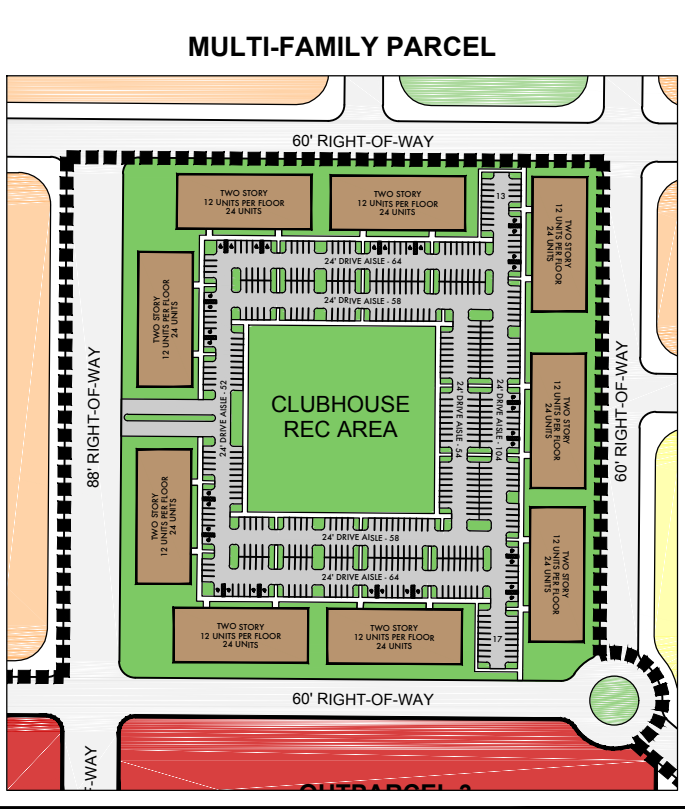 MULTI-FAMILY PARCEL
60' RIGHT-OF-WAY
TWO STORY
12 UNITS PER FLOOR
24 UNITS
TWO STORY
12 UNITS PER FLOOR
24 UNITS
13
TWO STORY
12 UNITS PER FLOOR
24 UNITS
24' DRIVE AISLE - 64
24' DRIVE AISLE - 58
TWO STORY
12 UNITS PER FLOOR
24 UNITS
88' RIGHT-OF-WAY
24' DRIVE AISLE - 52
CLUBHOUSE
REC AREA
24' DRIVE AISLE - 54
24' DRIVE AISLE - 104
TWO STORY
12 UNITS PER FLOOR
24 UNITS
60' RIGHT-OF-WAY
TWO STORY
12 UNITS PER FLOOR
24 UNITS
24' DRIVE AISLE - 58
24' DRIVE AISLE - 64
TWO STORY
12 UNITS PER FLOOR
24 UNITS
TWO STORY
12 UNITS PER FLOOR
24 UNITS
TWO STORY
12 UNITS PER FLOOR
24 UNITS
17
60' RIGHT-OF-WAY
F-WAY